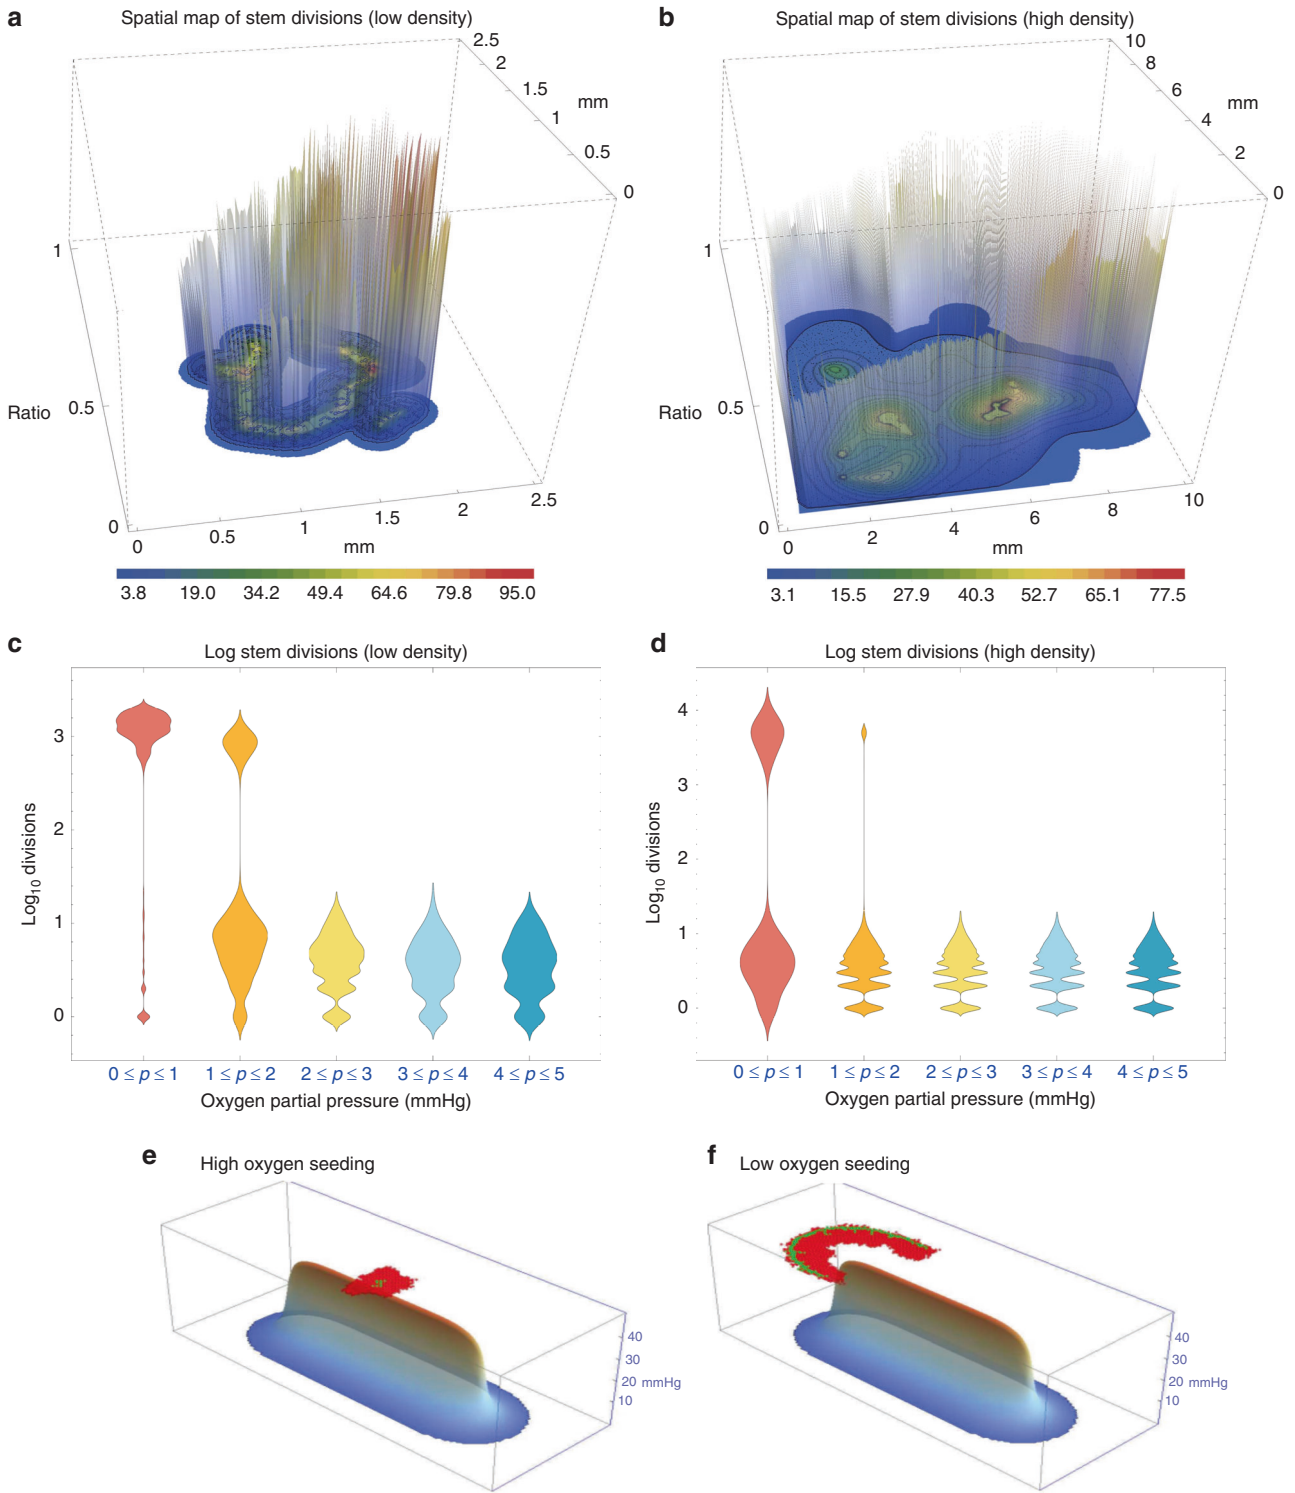 a
Spatial map of stem divisions (low density)
2.5
2
1.5
mm
1
0.5
0
1
Ratio
0.5
0
0
0.5
1
1.5
2
2.5
mm
3.8 19.0 34.2 49.4 64.6 79.8 95.0
b
Spatial map of stem divisions (high density)
10
8
6
mm
4
2
0
1
Ratio
0.5
0
0
2
4
6
8
10
mm
3.1 15.5 27.9 40.3 52.7 65.1 77.5
c
Log stem divisions (low density)
3
2
1
0
Log10 divisions
0 ≤ p ≤ 1 1 ≤ p ≤ 2 2 ≤ p ≤ 3 3 ≤ p ≤ 4 4 ≤ p ≤ 5
Oxygen partial pressure (mmHg)
d
Log stem divisions (high density)
4
3
2
1
0
Log10 divisions
0 ≤ p ≤ 1 1 ≤ p ≤ 2 2 ≤ p ≤ 3 3 ≤ p ≤ 4 4 ≤ p ≤ 5
Oxygen partial pressure (mmHg)
e
High oxygen seeding
40
30
20 mmHg
10
f
Low oxygen seeding
40
30
20 mmHg
10